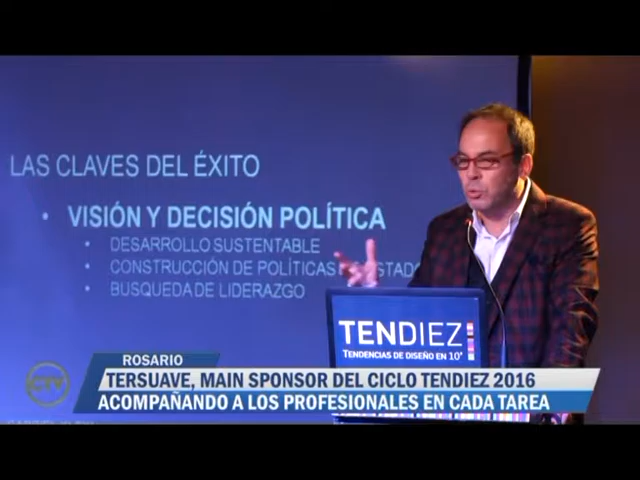 LAS CLAVES DEL ÉXITO
• VISIÓN Y DECISIÓN POLÍTICA
• DESARROLLO SUSTENTABLE
• CONSTRUCCIÓN DE POLÍTICAS
• BUSQUEDA DE LIDERAZGO
TENDIEZ
TENDENCIAS DE DISEÑO EN 10'
ROSARIO
TERSUAVE, MAIN SPONSOR DEL CICLO TENDIEZ 2016
ACOMPAÑANDO A LOS PROFESIONALES EN CADA TAREA